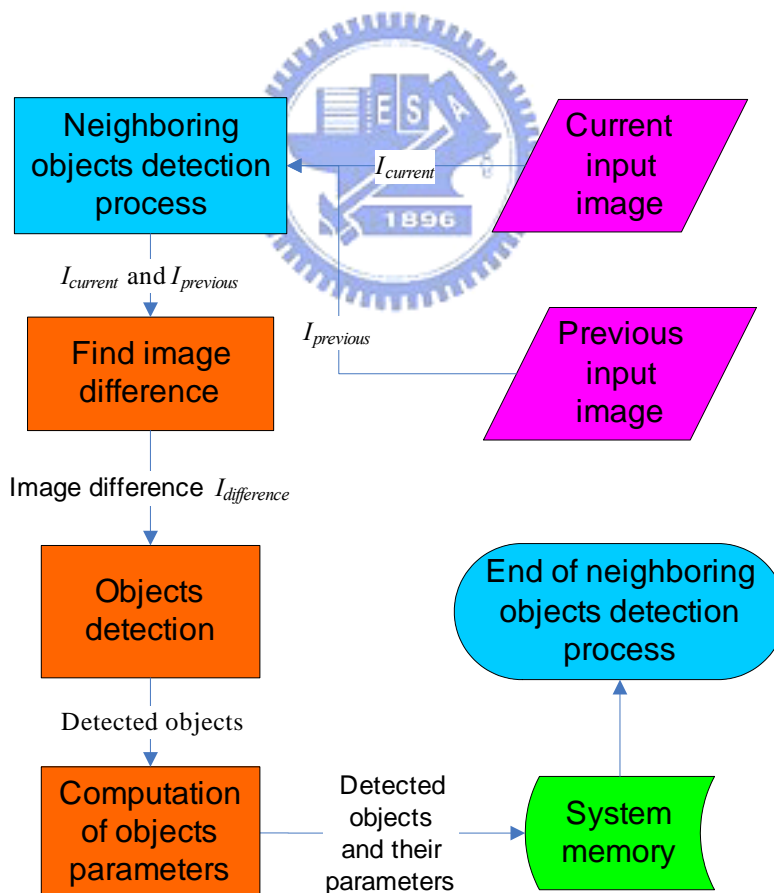 Neighboring
objects detection
process
I_current
Current
input
image
E S A
1896
I_current and I_previous
Find image
difference
I_previous
Previous
input
image
Image difference I_difference
Objects
detection
End of neighboring
objects detection
process
Detected objects
Computation
of objects
parameters
Detected
objects
and their
parameters
System
memory